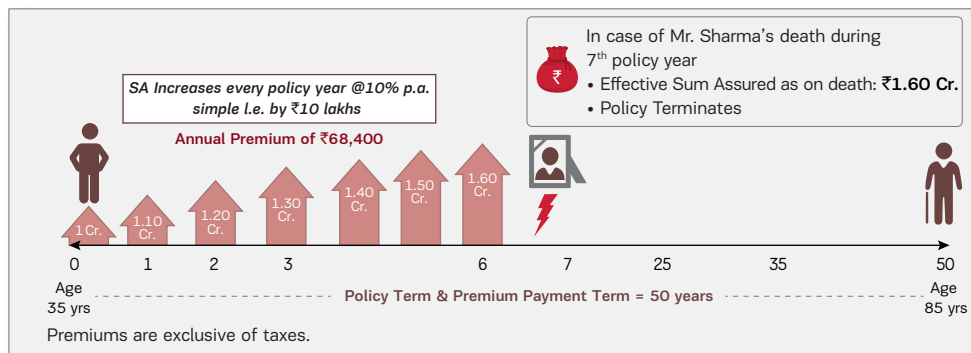 In case of Mr. Sharma's death during
7th policy year
• Effective Sum Assured as on death: ₹1.60 Cr.
• Policy Terminates
₹
SA Increases every policy year @10% p.a.
simple I.e. by ₹10 lakhs
Annual Premium of ₹68,400
1 Cr.
1.10
Cr.
1.20
Cr.
1.30
Cr.
1.40
Cr.
1.50
Cr.
1.60
Cr.
0 1 2 3 6 7 25 35 50
Age
35 yrs
Policy Term & Premium Payment Term = 50 years
Age
85 yrs
Premiums are exclusive of taxes.